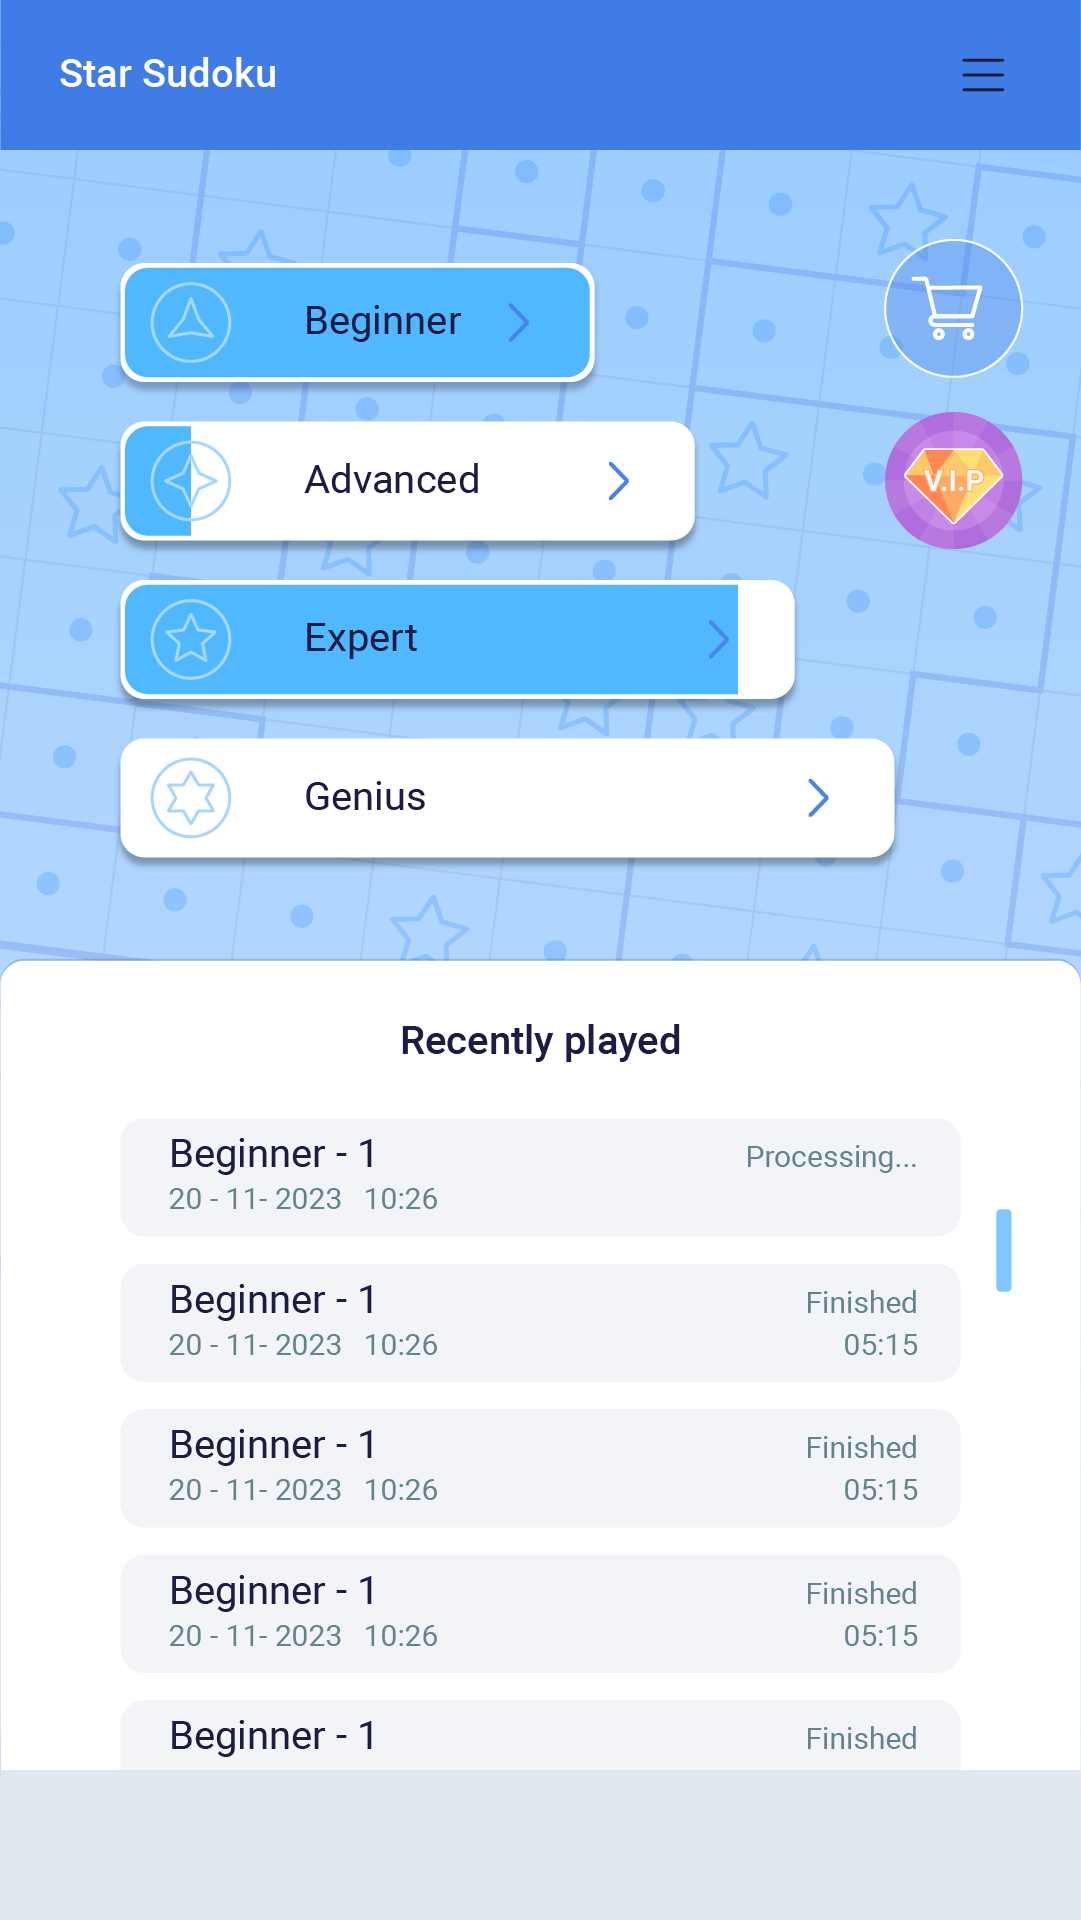 Star Sudoku
Beginner
Advanced
V.I.P
Expert
Genius
Recently played
Beginner - 1
Processing...
20 - 11- 2023 10:26
Beginner - 1
Finished
20 - 11- 2023 10:26
05:15
Beginner - 1
Finished
20 - 11- 2023 10:26
05:15
Beginner - 1
Finished
20 - 11- 2023 10:26
05:15
Beginner - 1
Finished